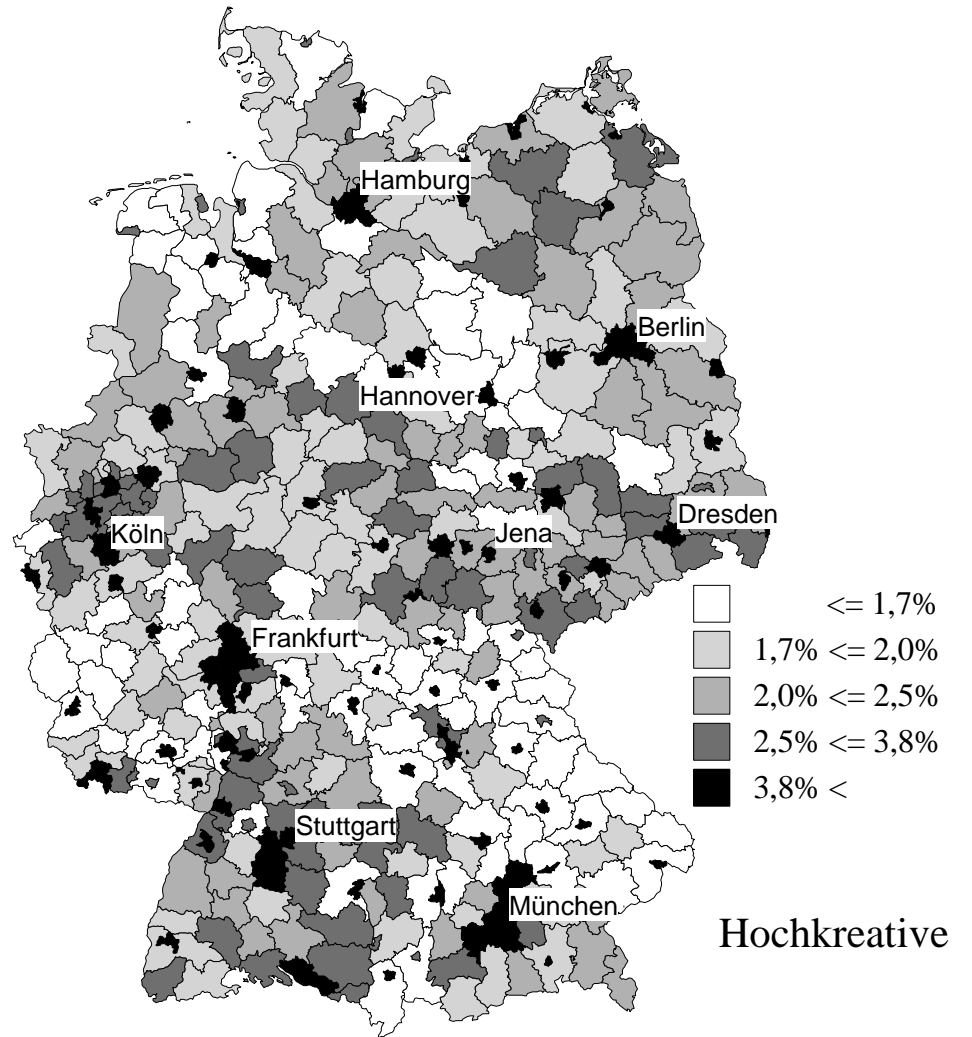 Hamburg
Berlin
Hannover
Dresden
Köln
Jena
<= 1,7%
Frankfurt
1,7% <= 2,0%
2,0% <= 2,5%
2,5% <= 3,8%
3,8% <
Stuttgart
München
Hochkreative